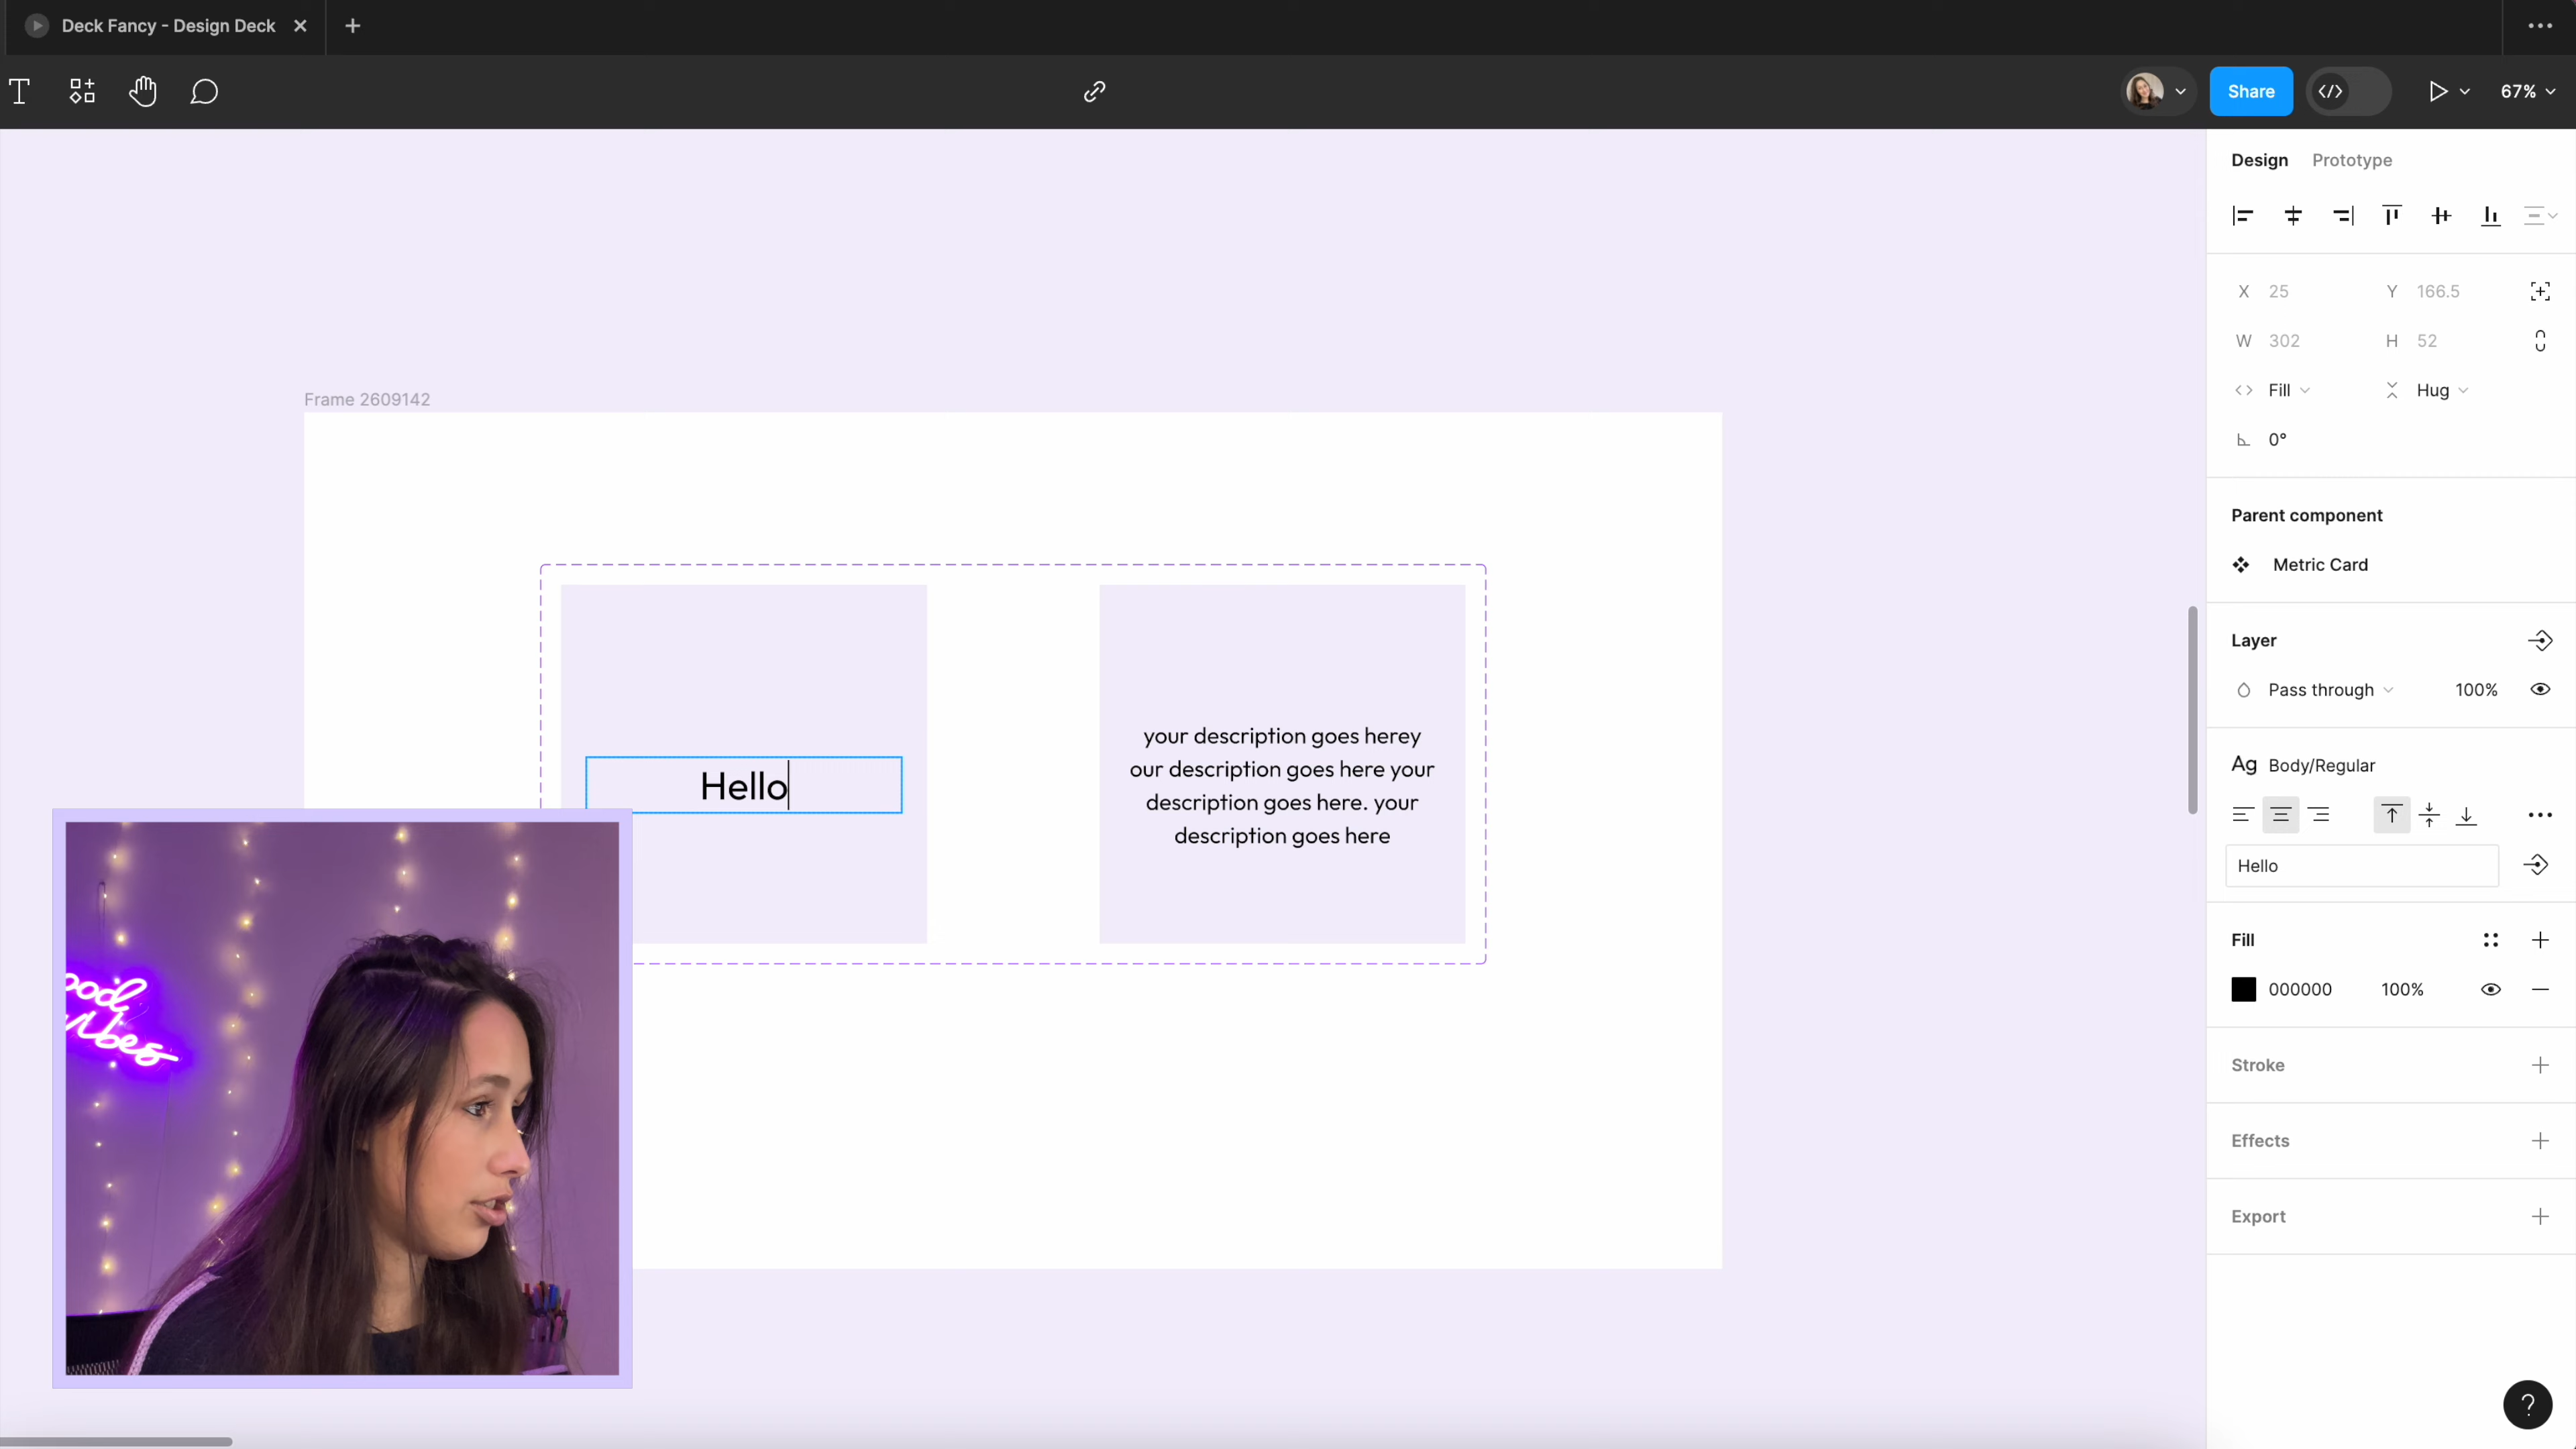 Deck Fancy - Design Deck
Share
67%
Design Prototype
X 25 Y 166.5
W 302 H 52
Fill Hug
0°
Parent component
Metric Card
Layer
Pass through 100%
Ag Body/Regular
Hello
Fill
000000 100%
Stroke
Effects
Export
?
Frame 2609142
Hello
your description goes herey
our description goes here your
description goes here. your
description goes here
ood
vibes